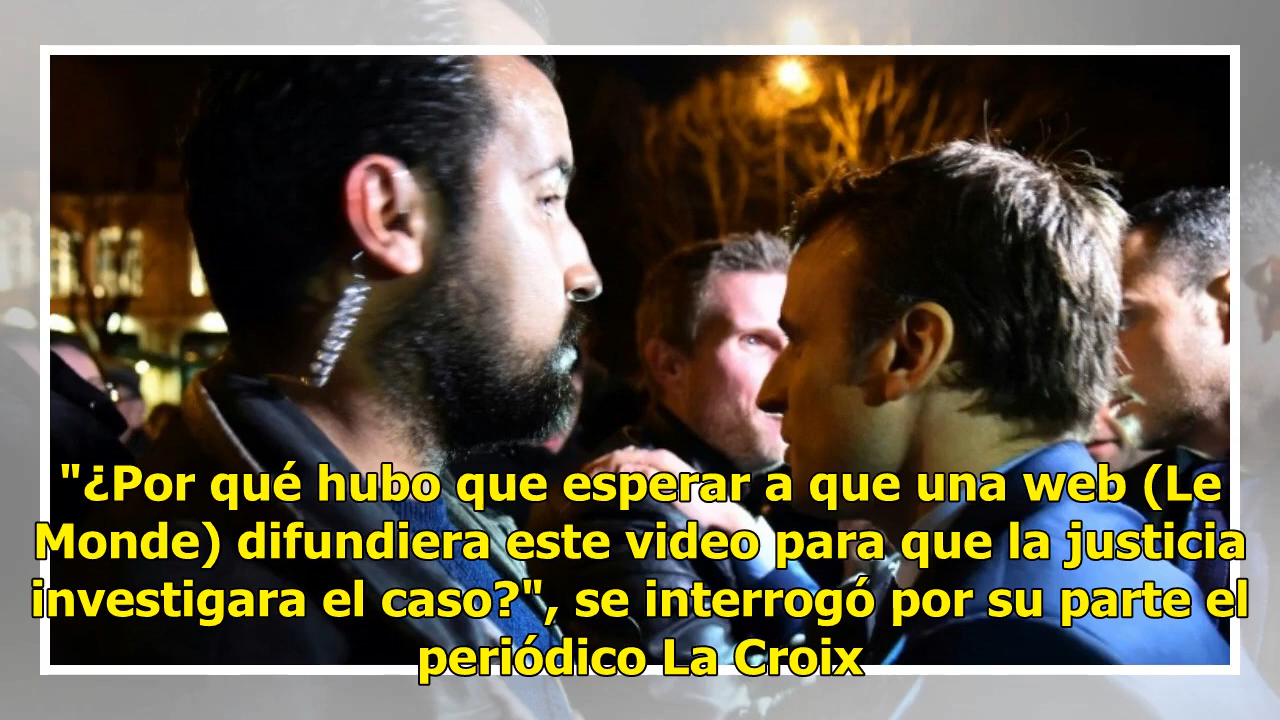 "¿Por qué hubo que esperar a que una web (Le
Monde) difundiera este video para que la justicia
investigara el caso?", se interrogó por su parte el
periódico La Croix